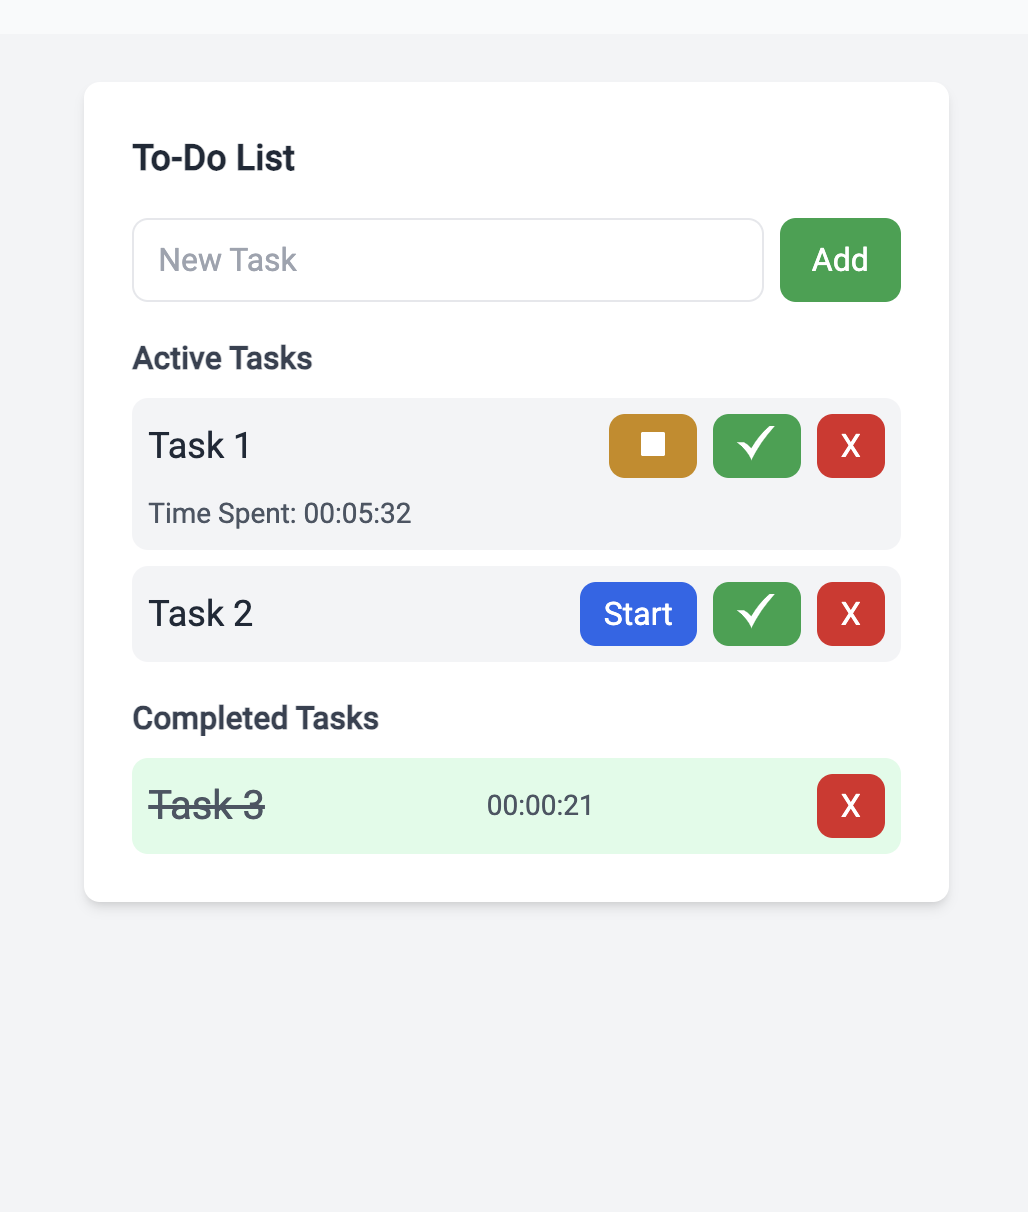 To-Do List
New Task Add
Active Tasks
Task 1 ✓ X
Time Spent: 00:05:32
Task 2 Start ✓ X
Completed Tasks
Task 3 00:00:21 X